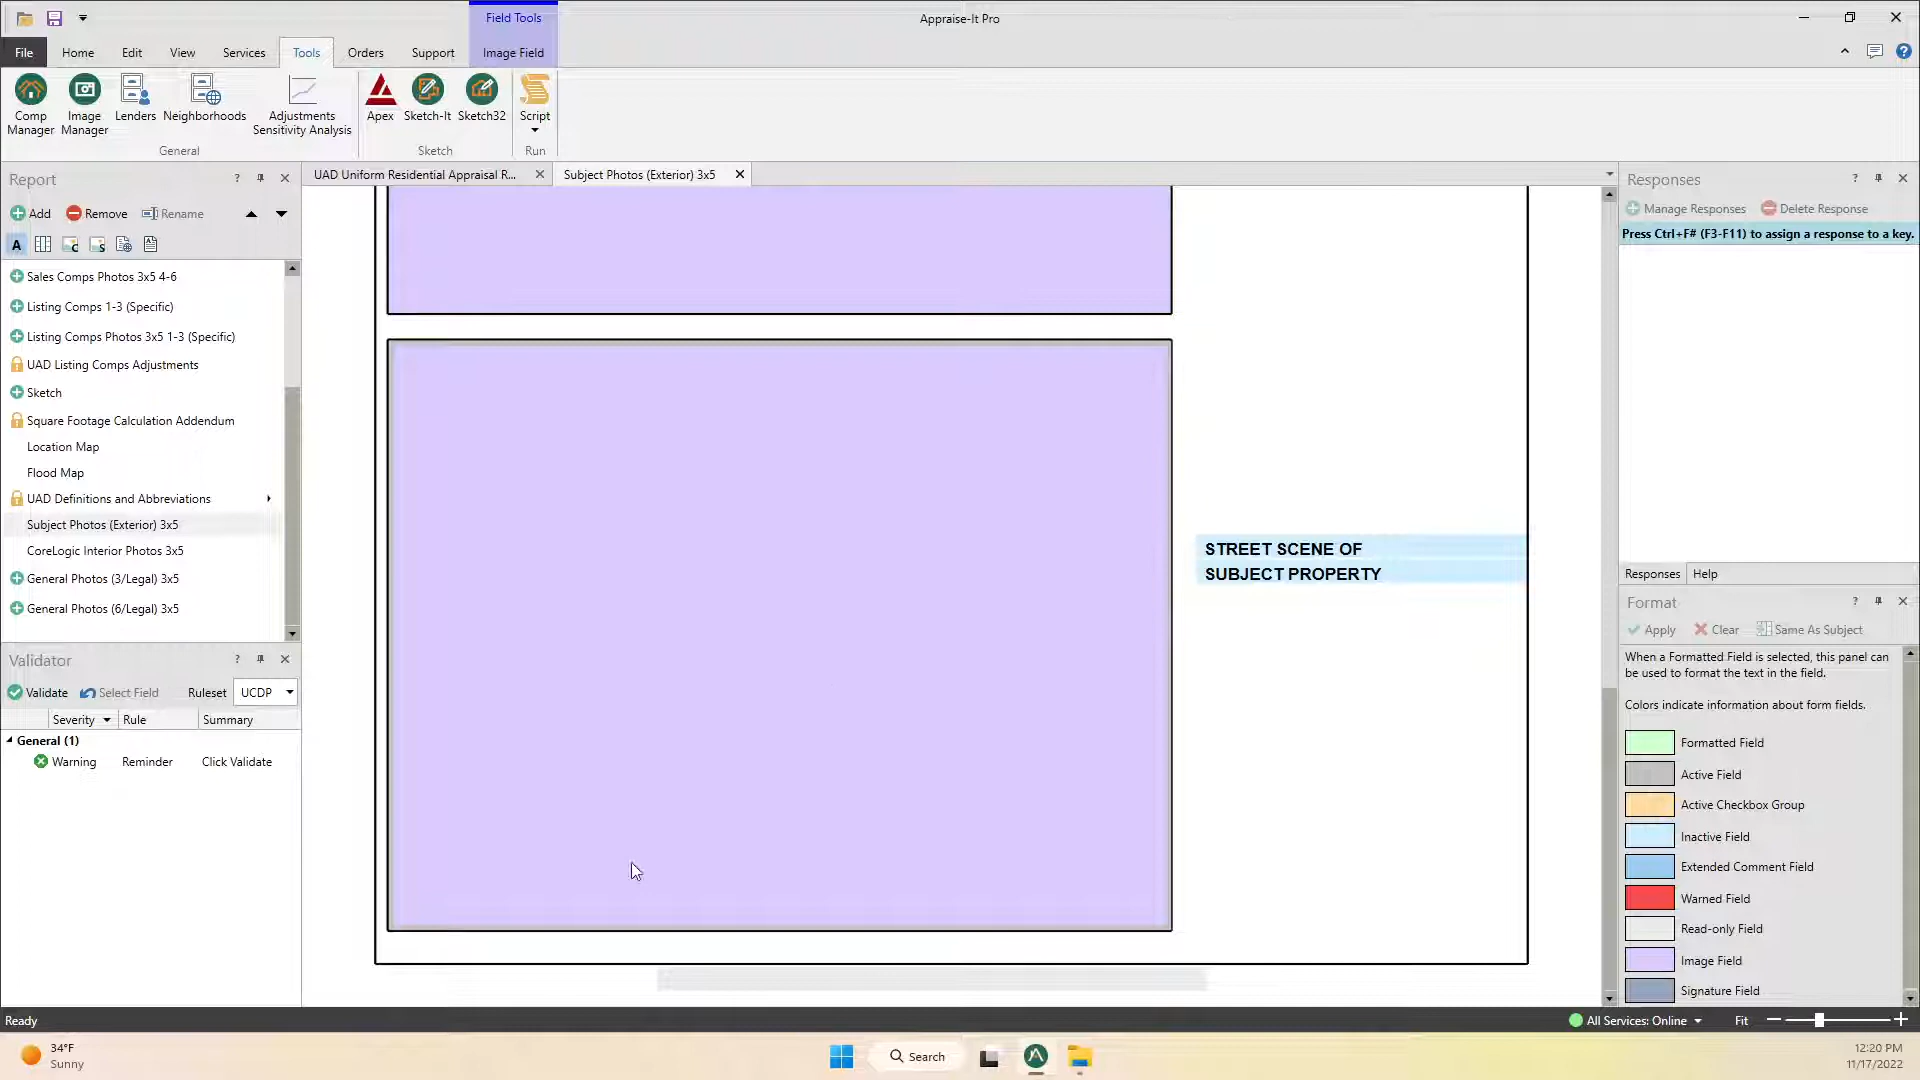 Field Tools
Appraise-It Pro
File
Home
Edit
View
Services
Tools
Orders
Support
Image Field
Comp
Manager
Image
Manager
Lenders
Neighborhoods
Adjustments
Sensitivity Analysis
Apex
Sketch-It
Sketch32
Script
General
Sketch
Run
Report
Add
Remove
Rename
A
Sales Comps Photos 3x5 4-6
Listing Comps 1-3 (Specific)
Listing Comps Photos 3x5 1-3 (Specific)
UAD Listing Comps Adjustments
Sketch
Square Footage Calculation Addendum
Location Map
Flood Map
UAD Definitions and Abbreviations
Subject Photos (Exterior) 3x5
CoreLogic Interior Photos 3x5
General Photos (3/Legal) 3x5
General Photos (6/Legal) 3x5
Validator
Validate
Select Field
Ruleset
UCDP
Severity
Rule
Summary
General (1)
Warning
Reminder
Click Validate
UAD Uniform Residential Appraisal R...
Subject Photos (Exterior) 3x5
STREET SCENE OF
SUBJECT PROPERTY
Responses
Manage Responses
Delete Response
Press Ctrl+F# (F3-F11) to assign a response to a key.
Responses
Help
Format
Apply
Clear
Same As Subject
When a Formatted Field is selected, this panel can
be used to format the text in the field.
Colors indicate information about form fields.
Formatted Field
Active Field
Active Checkbox Group
Inactive Field
Extended Comment Field
Warned Field
Read-only Field
Image Field
Signature Field
Ready
All Services: Online
Fit
34°F
Sunny
Search
12:20 PM
11/17/2022